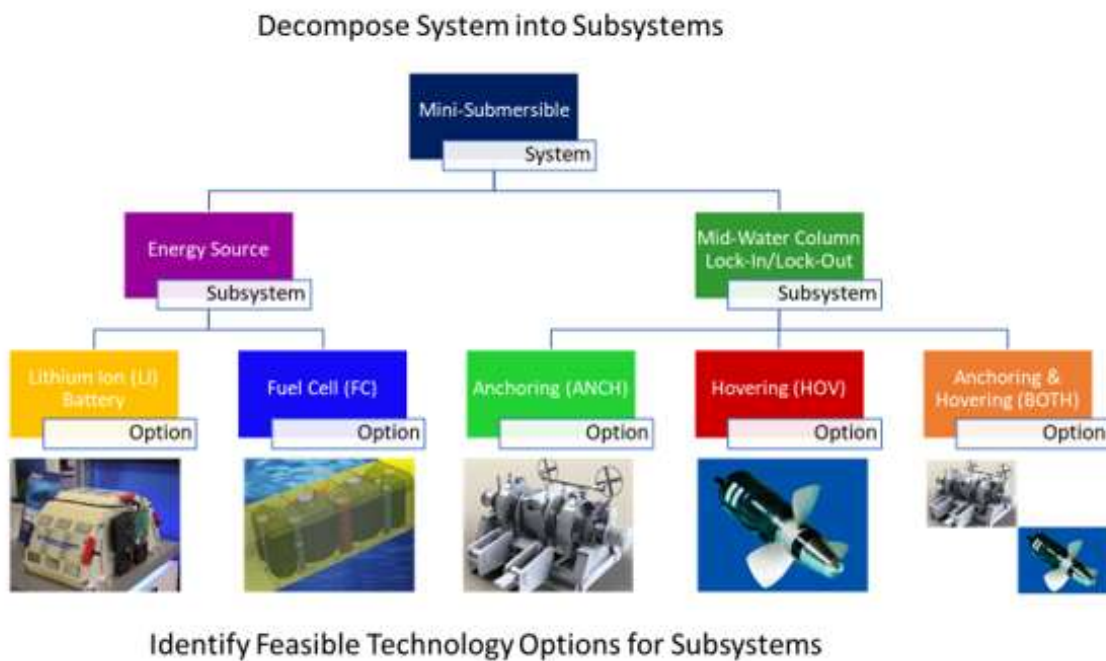 Decompose System into Subsystems
Mini-Submersible
System
Energy Source
Subsystem
Mid-Water Column
Lock-In/Lock-Out
Subsystem
Lithium Ion (LI)
Battery
Option
Fuel Cell (FC)
Option
Anchoring (ANCH)
Option
Hovering (HOV)
Option
Anchoring &
Hovering (BOTH)
Option
Identify Feasible Technology Options for Subsystems